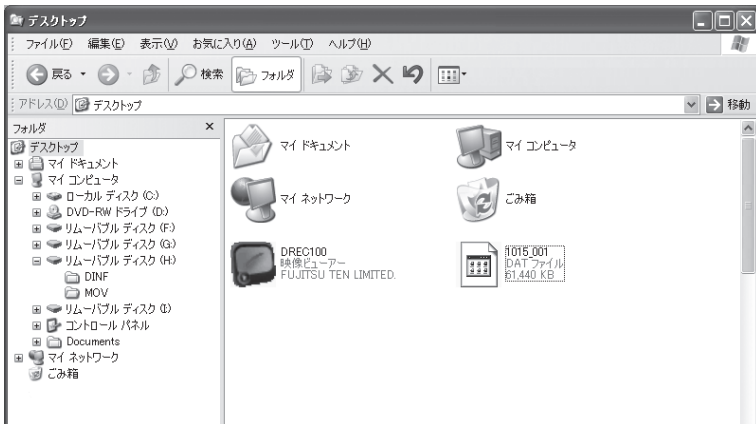 デスクトップ
ファイル(F) 編集(E) 表示(V) お気に入り(A) ツール(T) ヘルプ(H)
戻る 検索 フォルダ
アドレス(D) デスクトップ 移動
フォルダ ×
デスクトップ
マイ ドキュメント
マイ コンピュータ
ローカル ディスク (C:)
DVD-RW ドライブ (D:)
リムーバブル ディスク (F:)
リムーバブル ディスク (G:)
リムーバブル ディスク (H:)
DINF
MOV
リムーバブル ディスク (I:)
コントロール パネル
Documents
マイ ネットワーク
ごみ箱
マイ ドキュメント
マイ コンピュータ
マイ ネットワーク
ごみ箱
DREC100
映像ビューアー
FUJITSU TEN LIMITED.
1015_001
DAT ファイル
61,440 KB